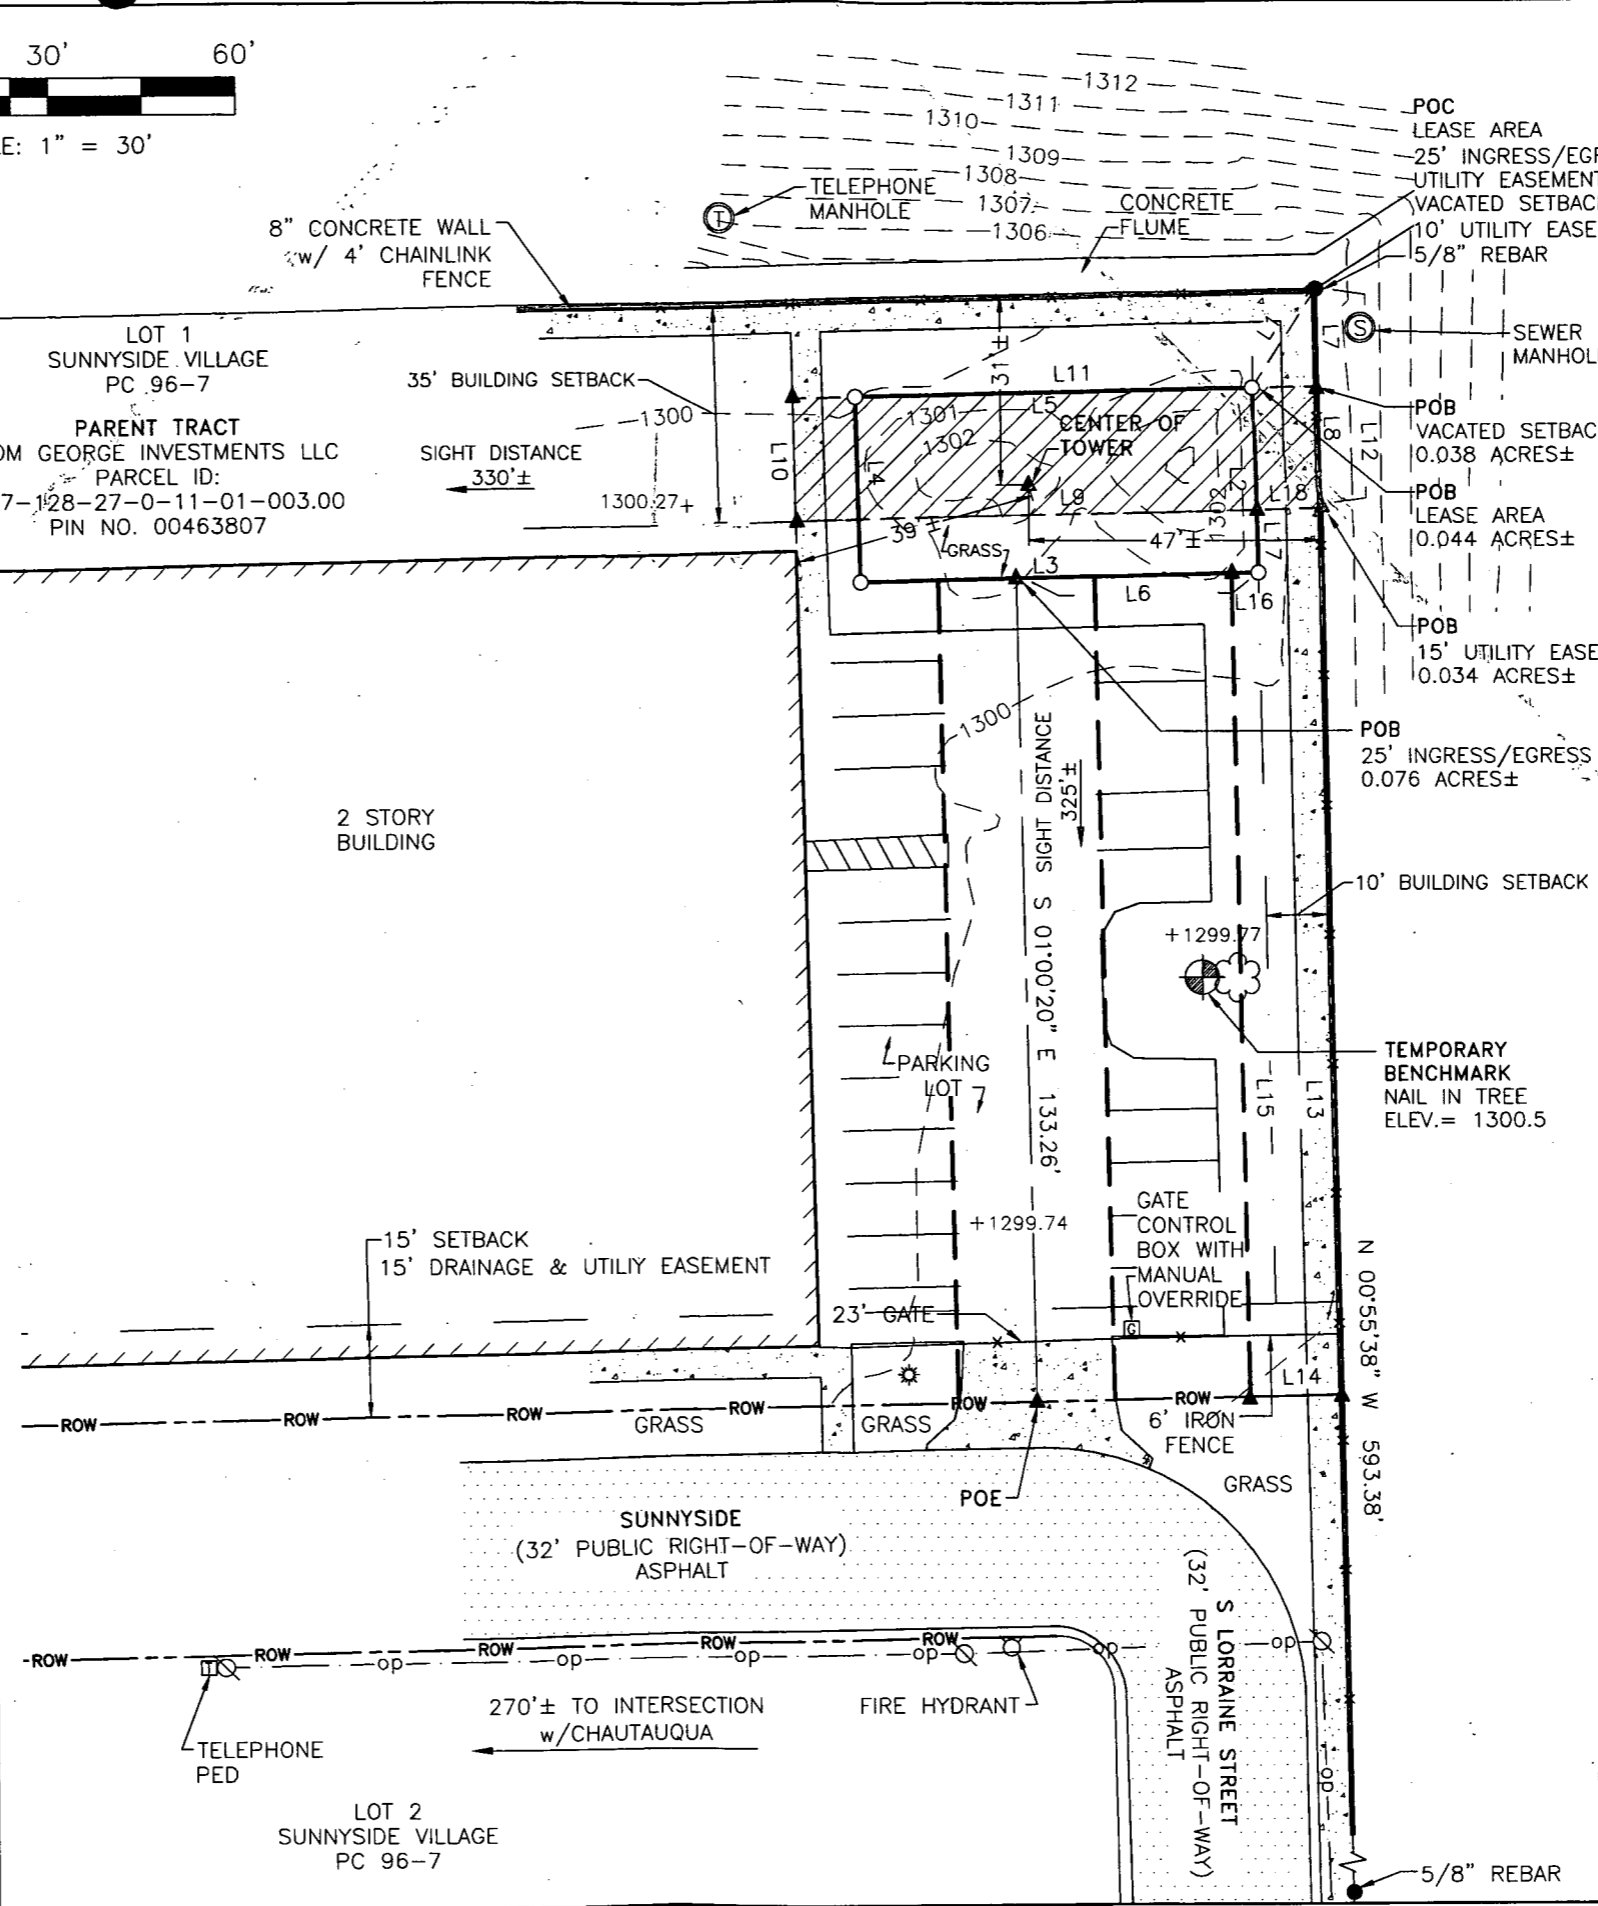 30' 60'
E: 1" = 30'
1312
1311
1310
1309
1308
1307
1306
POC
LEASE AREA
25' INGRESS/EGR
UTILITY EASEMENT
VACATED SETBAC
10' UTILITY EASE
5/8" REBAR
TELEPHONE
MANHOLE
T
CONCRETE
FLUME
8" CONCRETE WALL
w/ 4' CHAINLINK
FENCE
LOT 1
SUNNYSIDE VILLAGE
PC 96-7
PARENT TRACT
OM GEORGE INVESTMENTS LLC
PARCEL ID:
7-128-27-0-11-01-003.00
PIN NO. 00463807
35' BUILDING SETBACK
SIGHT DISTANCE
330'±
1300
1300.27+
L10
31'±
L11
L5
1301
1302
CENTER OF
TOWER
L4
L9
L2
1302
L18
L17
L7
L7
L8
L12
S
SEWER
MANHOL
POB
VACATED SETBAC
0.038 ACRES±
POB
LEASE AREA
0.044 ACRES±
39'±
GRASS
47'±
L3
L6
L16
POB
15' UTILITY EASE
0.034 ACRES±
POB
25' INGRESS/EGRESS
0.076 ACRES±
1300
SIGHT DISTANCE
325'±
S 01°00'20" E 133.26'
2 STORY
BUILDING
10' BUILDING SETBACK
+1299.77
TEMPORARY
BENCHMARK
NAIL IN TREE
ELEV.= 1300.5
PARKING
LOT
L15
L13
GATE
CONTROL
BOX WITH
MANUAL
OVERRIDE
G
+1299.74
15' SETBACK
15' DRAINAGE & UTILIY EASEMENT
23' GATE
N 00°55'38" W 593.38'
L14
ROW ROW ROW ROW ROW ROW
GRASS
GRASS
6' IRON
FENCE
GRASS
POE
SUNNYSIDE
(32' PUBLIC RIGHT-OF-WAY)
ASPHALT
S LORRAINE STREET
(32' PUBLIC RIGHT-OF-WAY)
ASPHALT
ROW ROW ROW ROW ROW
T
op op op op op op
op
270'± TO INTERSECTION
w/CHAUTAUQUA
FIRE HYDRANT
TELEPHONE
PED
LOT 2
SUNNYSIDE VILLAGE
PC 96-7
5/8" REBAR